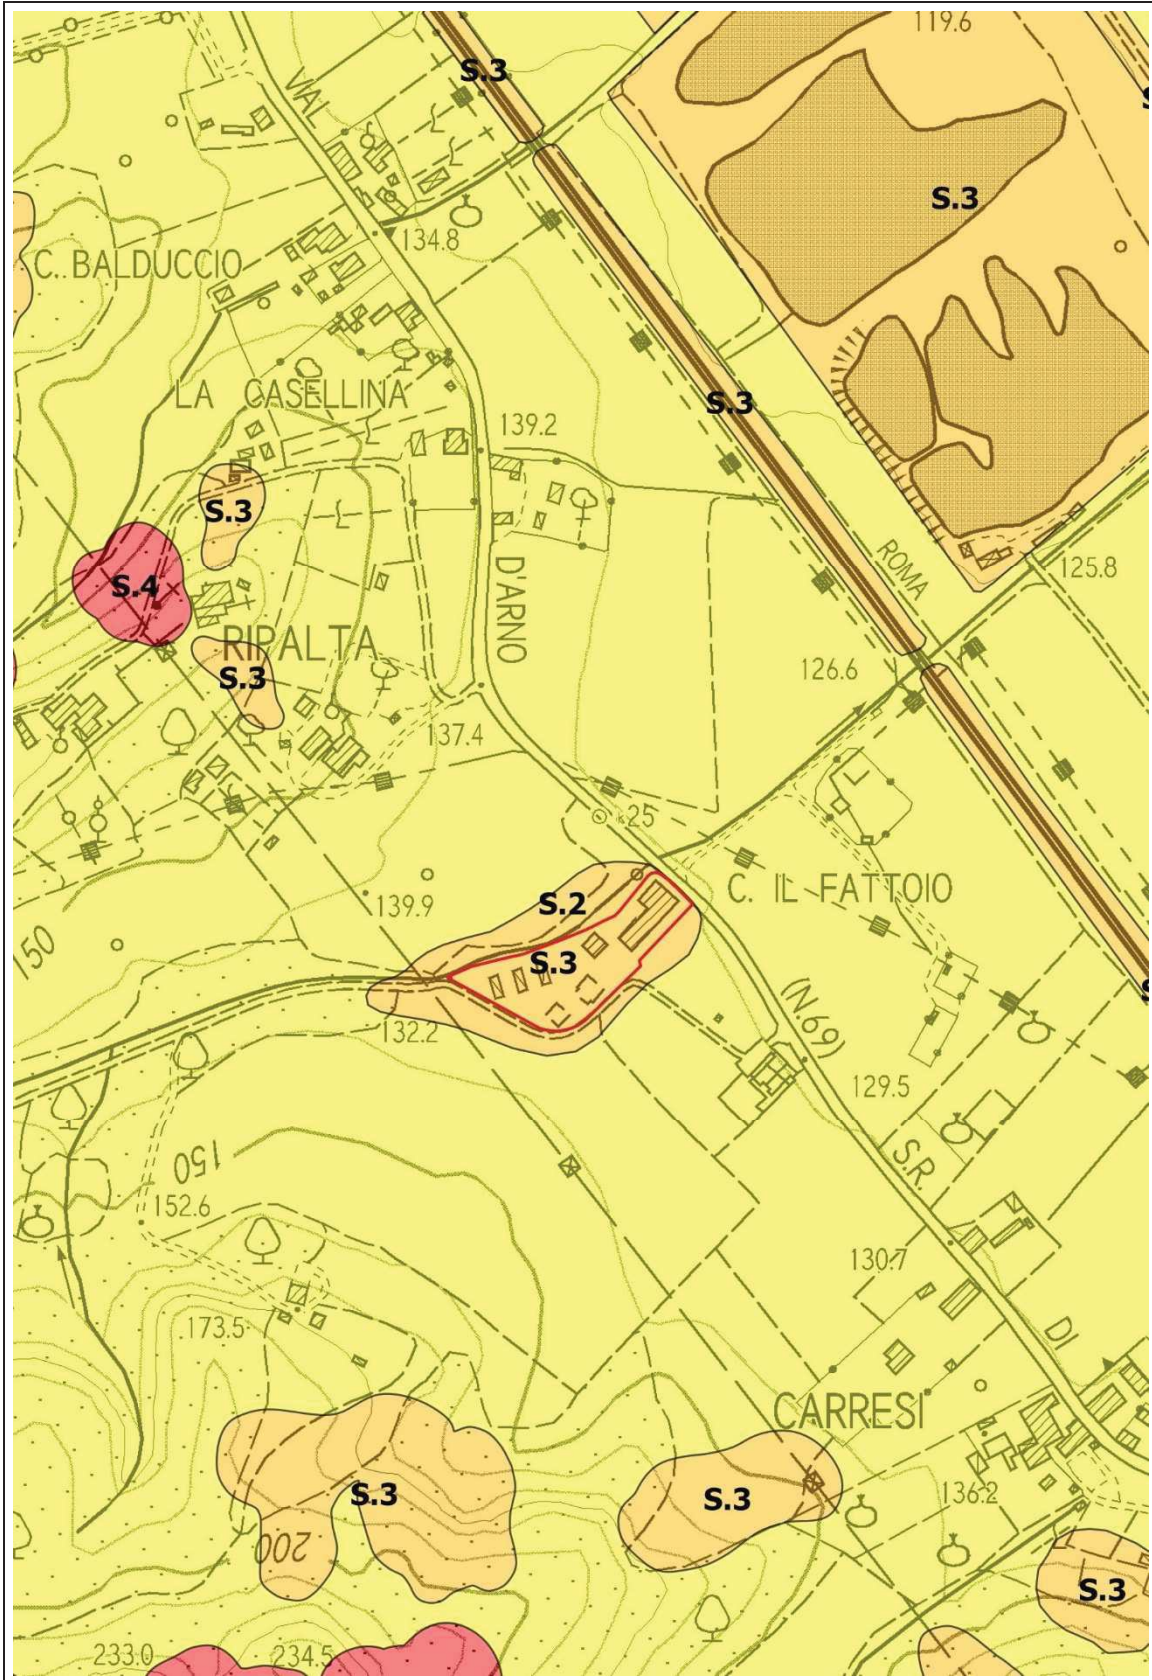 119.6
S.3
VIAL
S.3
134.8
C. BALDUCCIO
LA CASELLINA
S.3
139.2
S.3
ROMA
125.8
S.4
D'ARNO
RIPALTA
S.3
126.6
137.4
25
C. IL FATTOIO
S.2
139.9
150
S.3
(N.69)
132.2
129.5
150
S.R.
152.6
130.7
173.5
DI
CARRESI
S.3
S.3
136.2
200
S.3
233.0
234.5